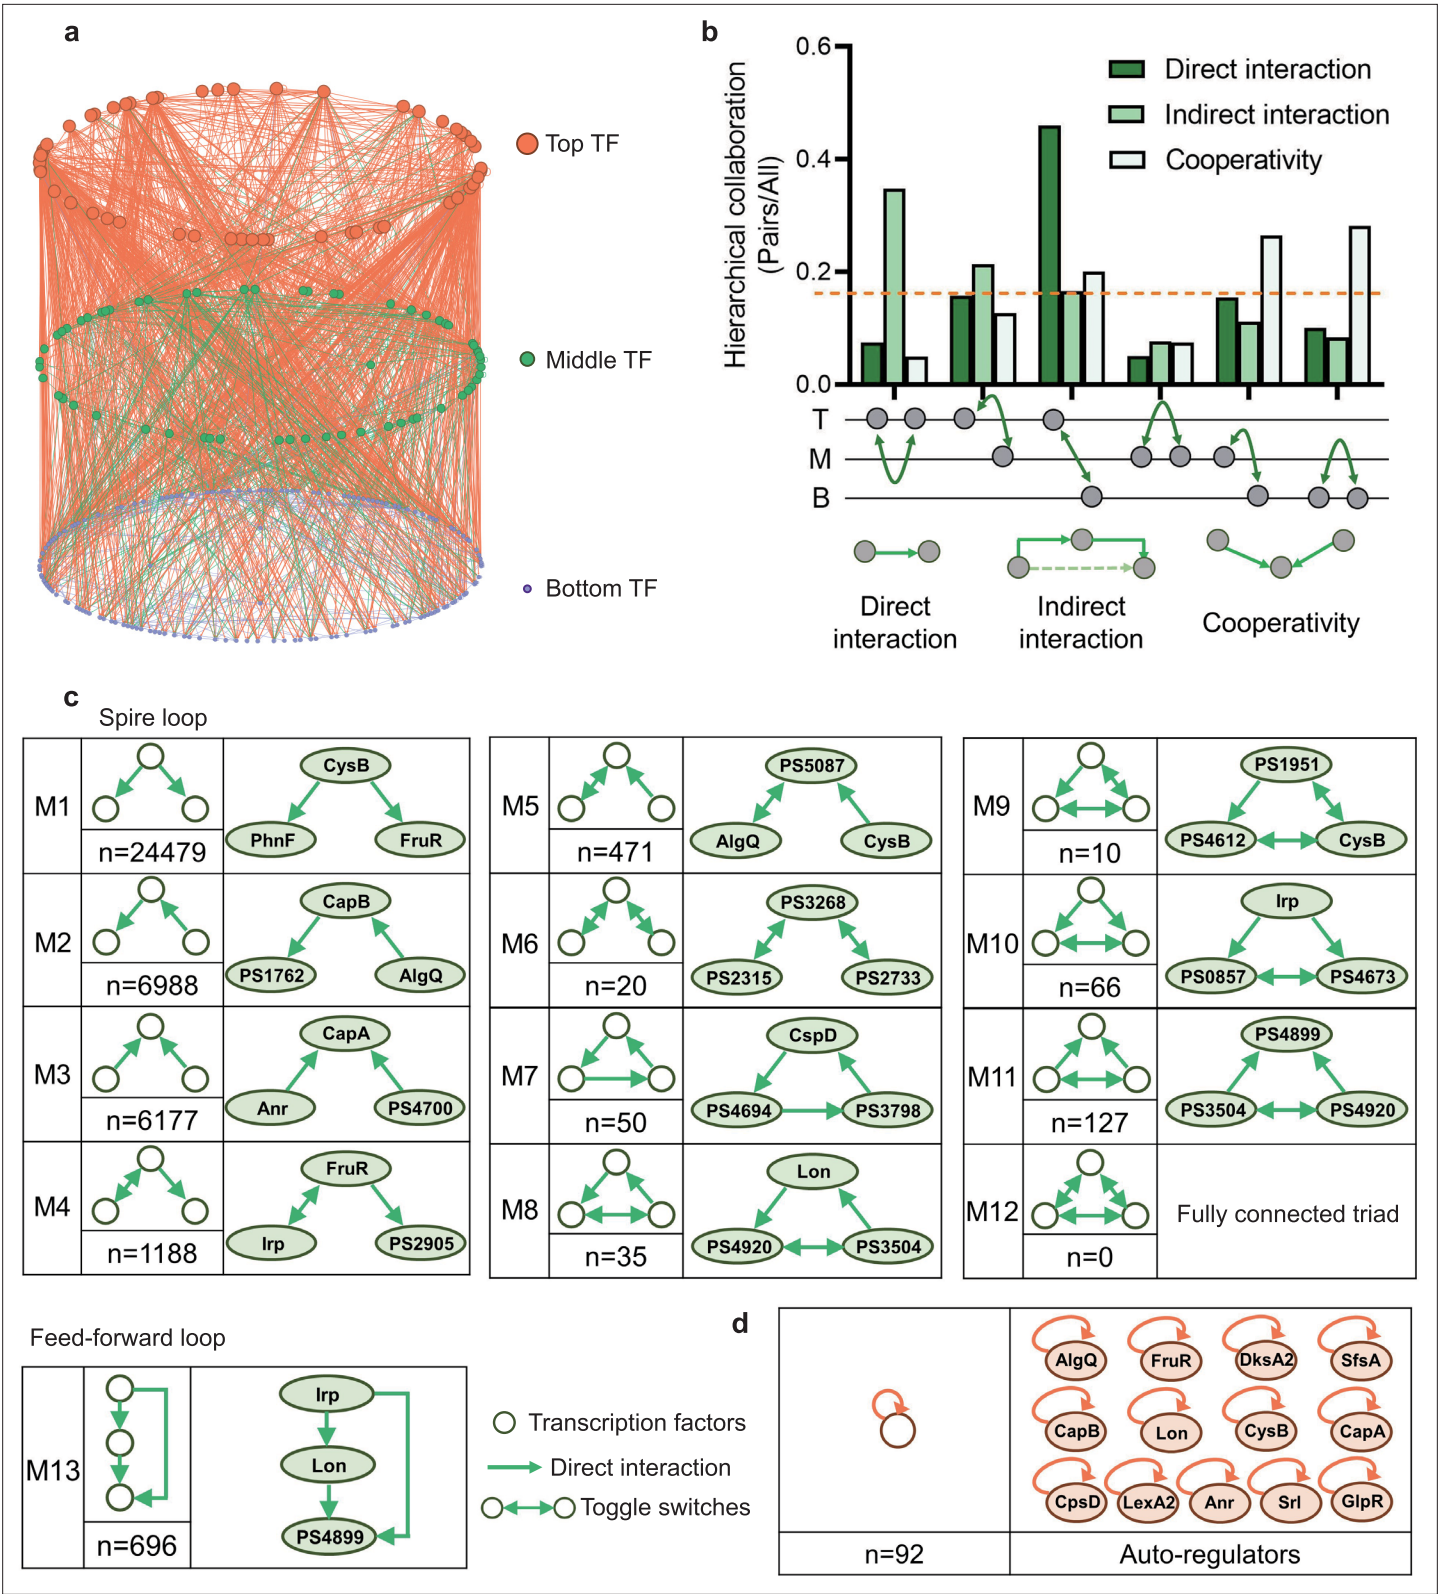 a
Top TF
Middle TF
Bottom TF
b
Hierarchical collaboration
(Pairs/All)
0.6
0.4
0.2
0.0
Direct interaction
Indirect interaction
Cooperativity
T
M
B
Direct
interaction
Indirect
interaction
Cooperativity
c
Spire loop
M1
n=24479
CysB
PhnF
FruR
M2
n=6988
CapB
PS1762
AlgQ
M3
n=6177
CapA
Anr
PS4700
M4
n=1188
FruR
Irp
PS2905
M5
n=471
PS5087
AlgQ
CysB
M6
n=20
PS3268
PS2315
PS2733
M7
n=50
CspD
PS4694
PS3798
M8
n=35
Lon
PS4920
PS3504
M9
n=10
PS1951
PS4612
CysB
M10
n=66
Irp
PS0857
PS4673
M11
n=127
PS4899
PS3504
PS4920
M12
n=0
Fully connected triad
Feed-forward loop
M13
n=696
Irp
Lon
PS4899
Transcription factors
Direct interaction
Toggle switches
d
n=92
AlgQ FruR DksA2 SfsA
CapB Lon CysB CapA
CpsD LexA2 Anr Srl GlpR
Auto-regulators